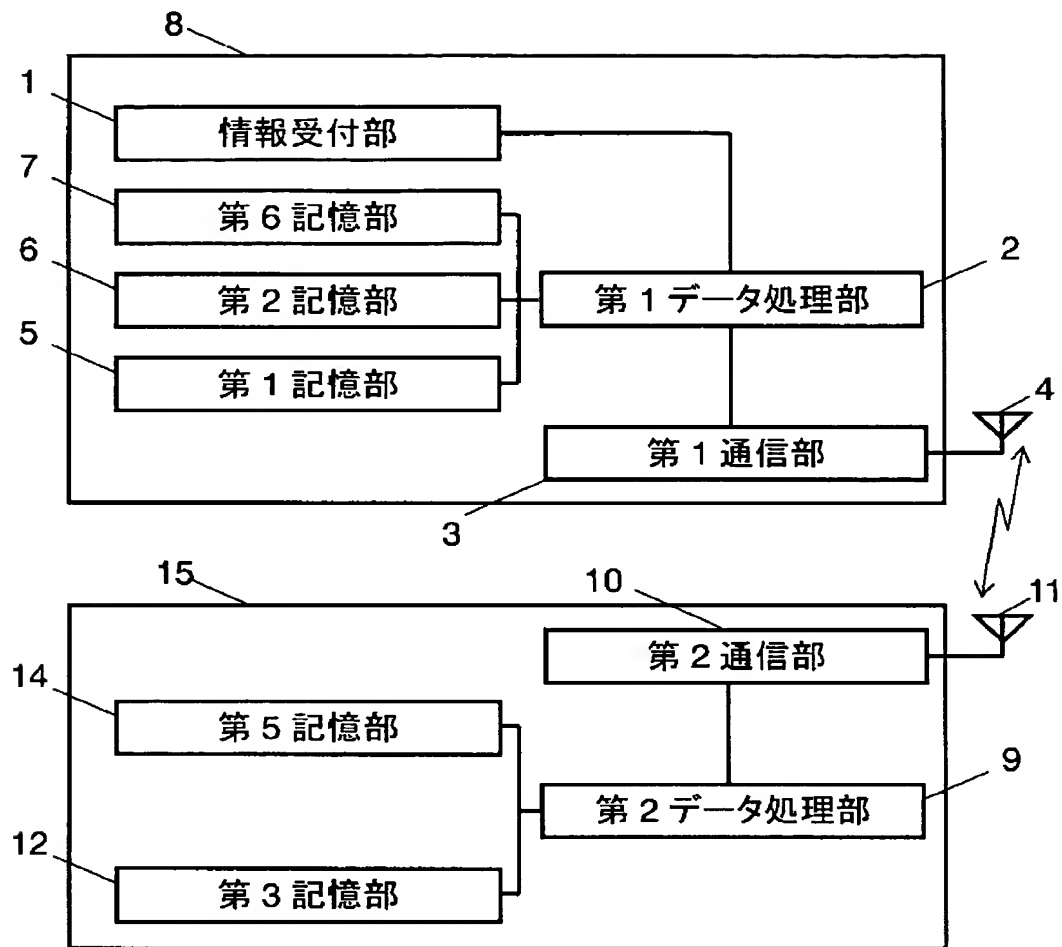 8
1
情報受付部
7
第6記憶部
6
第2記憶部
2
第1データ処理部
5
第1記憶部
4
第1通信部
3
15
10
11
第2通信部
14
第5記憶部
9
第2データ処理部
12
第3記憶部